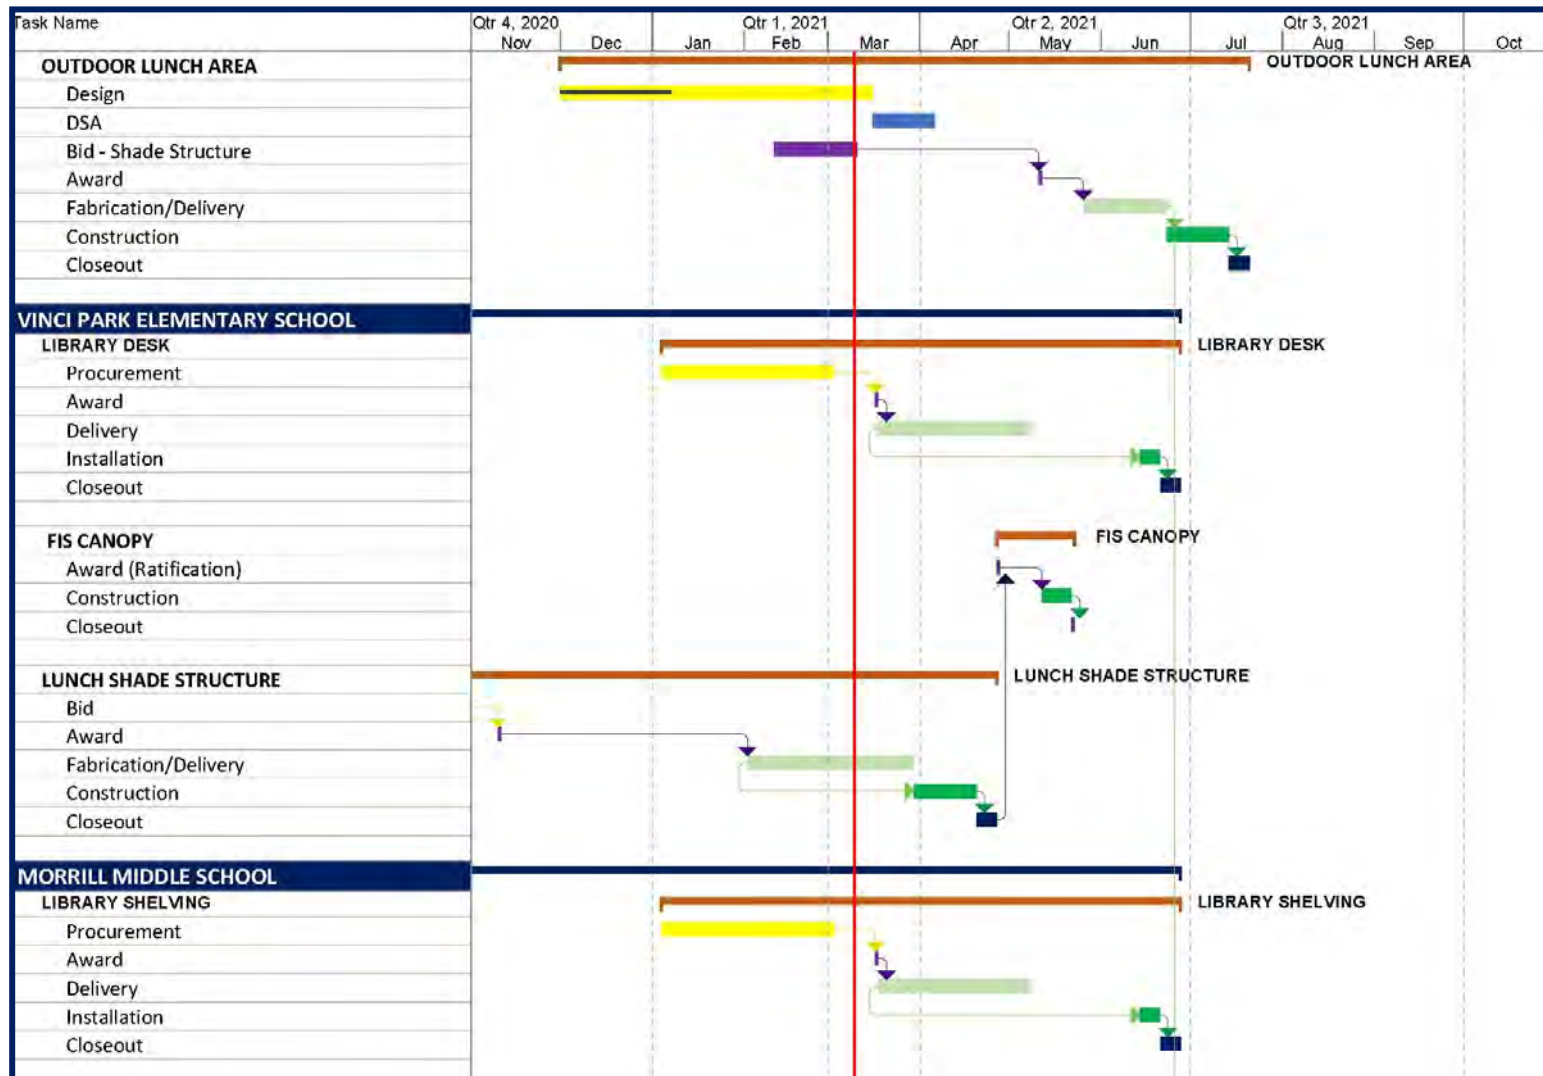 Task Name Qtr 4, 2020 Qtr 1, 2021 Qtr 2, 2021 Qtr 3, 2021
Nov Dec Jan Feb Mar Apr May Jun Jul Aug Sep Oct
OUTDOOR LUNCH AREA OUTDOOR LUNCH AREA
Design
DSA
Bid - Shade Structure
Award
Fabrication/Delivery
Construction
Closeout
VINCI PARK ELEMENTARY SCHOOL
LIBRARY DESK LIBRARY DESK
Procurement
Award
Delivery
Installation
Closeout
FIS CANOPY FIS CANOPY
Award (Ratification)
Construction
Closeout
LUNCH SHADE STRUCTURE LUNCH SHADE STRUCTURE
Bid
Award
Fabrication/Delivery
Construction
Closeout
MORRILL MIDDLE SCHOOL
LIBRARY SHELVING LIBRARY SHELVING
Procurement
Award
Delivery
Installation
Closeout